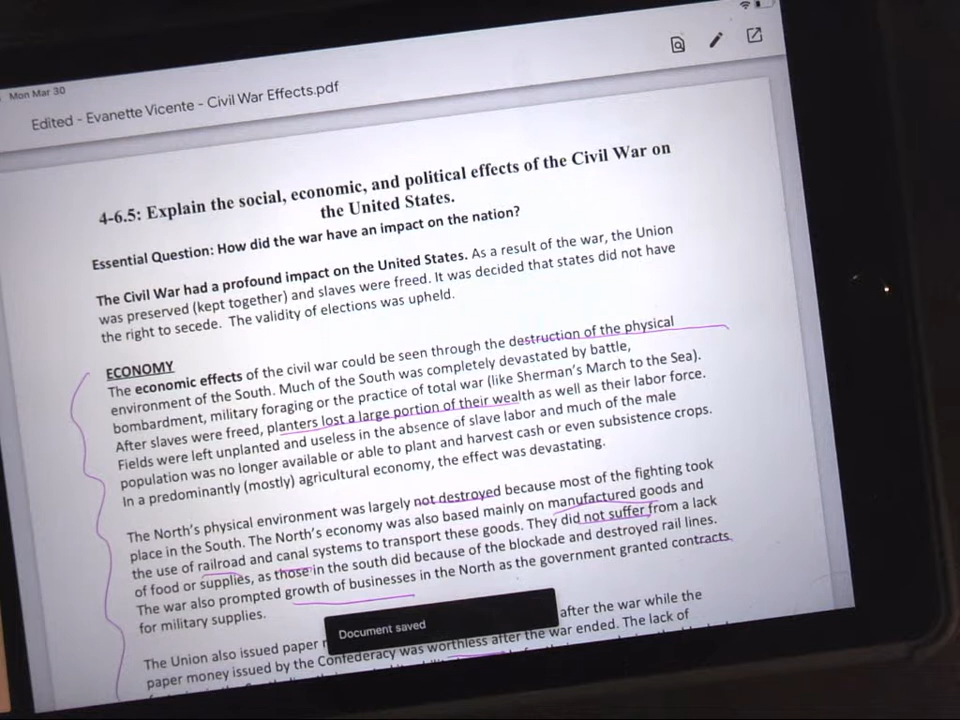 Mon Mar 30
Edited - Evanette Vicente - Civil War Effects.pdf
4-6.5: Explain the social, economic, and political effects of the Civil War on
the United States.
Essential Question: How did the war have an impact on the nation?
The Civil War had a profound impact on the United States. As a result of the war, the Union
was preserved (kept together) and slaves were freed. It was decided that states did not have
the right to secede. The validity of elections was upheld.
ECONOMY
The economic effects of the civil war could be seen through the destruction of the physical
environment of the South. Much of the South was completely devastated by battle,
bombardment, military foraging or the practice of total war (like Sherman's March to the Sea).
After slaves were freed, planters lost a large portion of their wealth as well as their labor force.
Fields were left unplanted and useless in the absence of slave labor and much of the male
population was no longer available or able to plant and harvest cash or even subsistence crops.
In a predominantly (mostly) agricultural economy, the effect was devastating.
The North's physical environment was largely not destroyed because most of the fighting took
place in the South. The North's economy was also based mainly on manufactured goods and
the use of railroad and canal systems to transport these goods. They did not suffer from a lack
of food or supplies, as those in the south did because of the blockade and destroyed rail lines.
The war also prompted growth of businesses in the North as the government granted contracts
for military supplies.
Document saved
The Union also issued paper after the war while the
paper money issued by the Confederacy was worthless after the war ended. The lack of